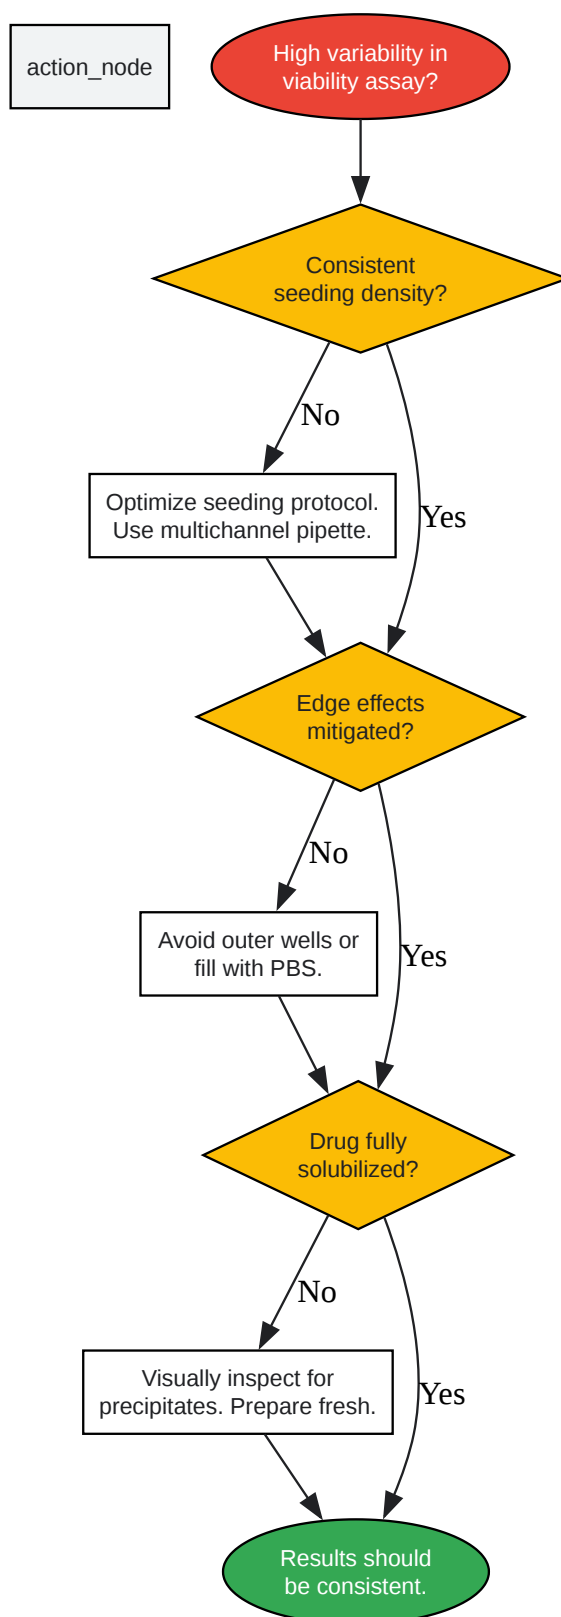 action_node
High variability in
viability assay?
Consistent
seeding density?
No
Optimize seeding protocol.
Use multichannel pipette.
Yes
Edge effects
mitigated?
No
Avoid outer wells or
fill with PBS.
Yes
Drug fully
solubilized?
No
Visually inspect for
precipitates. Prepare fresh.
Yes
Results should
be consistent.